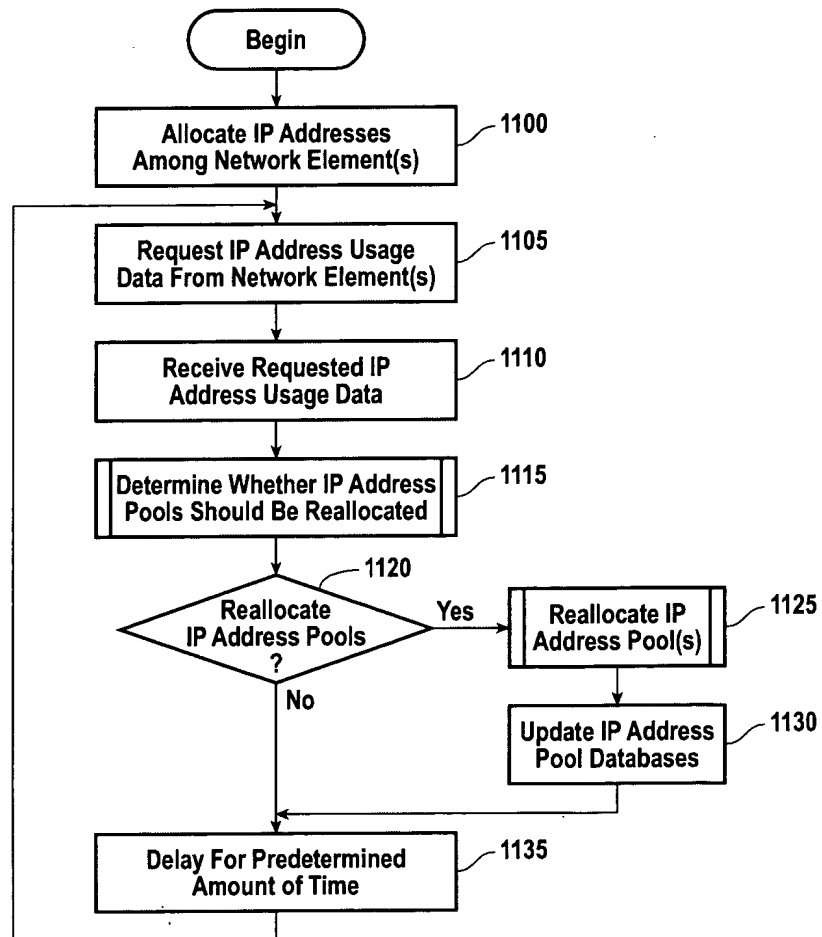 Begin
Allocate IP Addresses
Among Network Element(s)
1100
Request IP Address Usage
Data From Network Element(s)
1105
Receive Requested IP
Address Usage Data
1110
Determine Whether IP Address
Pools Should Be Reallocated
1115
1120
Reallocate
IP Address Pools
?
Yes
Reallocate IP
Address Pool(s)
1125
No
Update IP Address
Pool Databases
1130
Delay For Predetermined
Amount of Time
1135